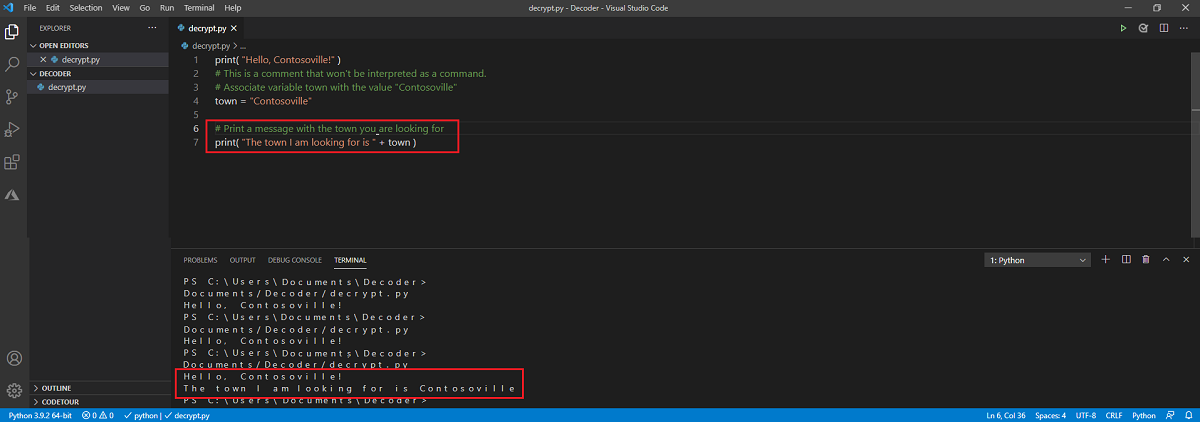 File Edit Selection View Go Run Terminal Help
decrypt.py - Decoder - Visual Studio Code
EXPLORER
OPEN EDITORS
decrypt.py
DECODER
decrypt.py
OUTLINE
CODETOUR
decrypt.py
decrypt.py > ...
1 print( "Hello, Contosoville!" )
2 # This is a comment that won't be interpreted as a command.
3 # Associate variable town with the value "Contosoville"
4 town = "Contosoville"
5
6 # Print a message with the town you are looking for
7 print( "The town I am looking for is " + town )
PROBLEMS OUTPUT DEBUG CONSOLE TERMINAL
1: Python
PS C:\Users\Documents\Decoder>
Documents/Decoder/decrypt.py
Hello, Contosoville!
PS C:\Users\Documents\Decoder>
Documents/Decoder/decrypt.py
Hello, Contosoville!
PS C:\Users\Documents\Decoder>
Documents/Decoder/decrypt.py
Hello, Contosoville!
The town I am looking for is Contosoville
PS C:\Users\Documents\Decoder>
Python 3.9.2 64-bit 0 0 python | decrypt.py Ln 6, Col 36 Spaces: 4 UTF-8 CRLF Python